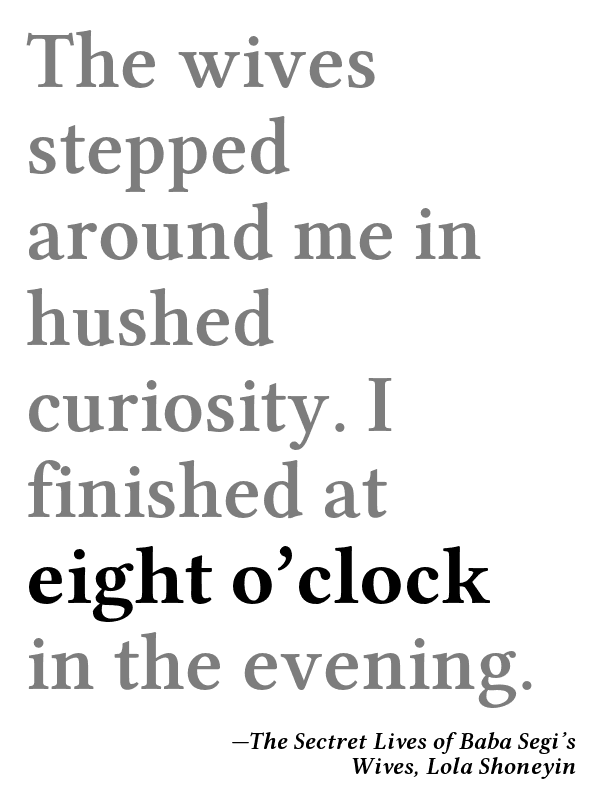 The wives
stepped
around me in
hushed
curiosity. I
finished at
eight o’clock
in the evening.
—The Sectret Lives of Baba Segi’s
Wives, Lola Shoneyin